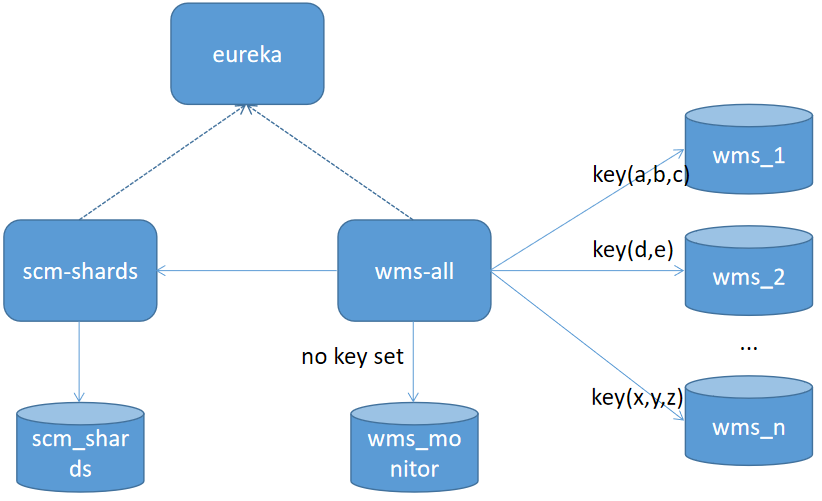 eureka
wms_1
key(a,b,c)
scm-shards
wms-all
key(d,e)
wms_2
...
no key set
key(x,y,z)
wms_n
scm_shar
ds
wms_mo
nitor